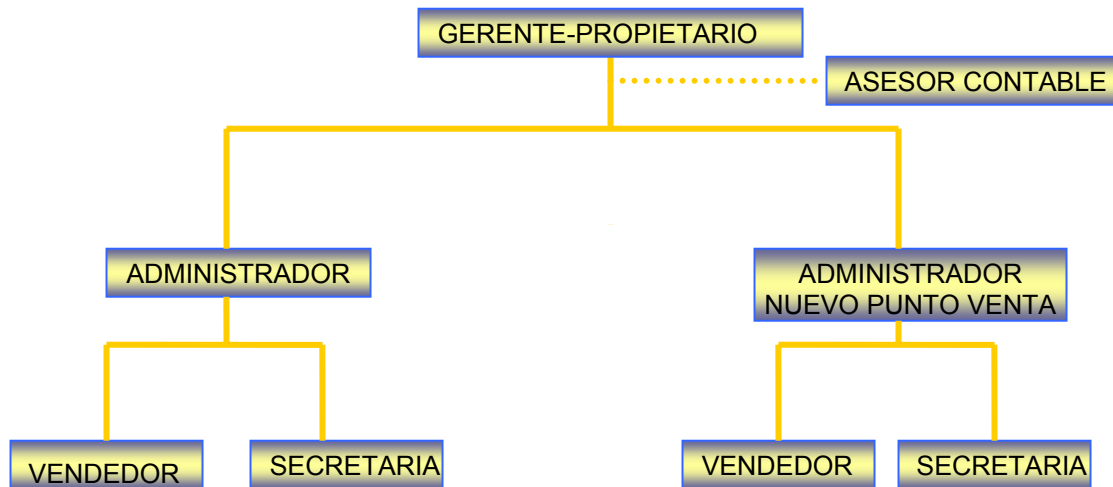 GERENTE-PROPIETARIO
ASESOR CONTABLE
ADMINISTRADOR
ADMINISTRADOR
NUEVO PUNTO VENTA
VENDEDOR
SECRETARIA
VENDEDOR
SECRETARIA